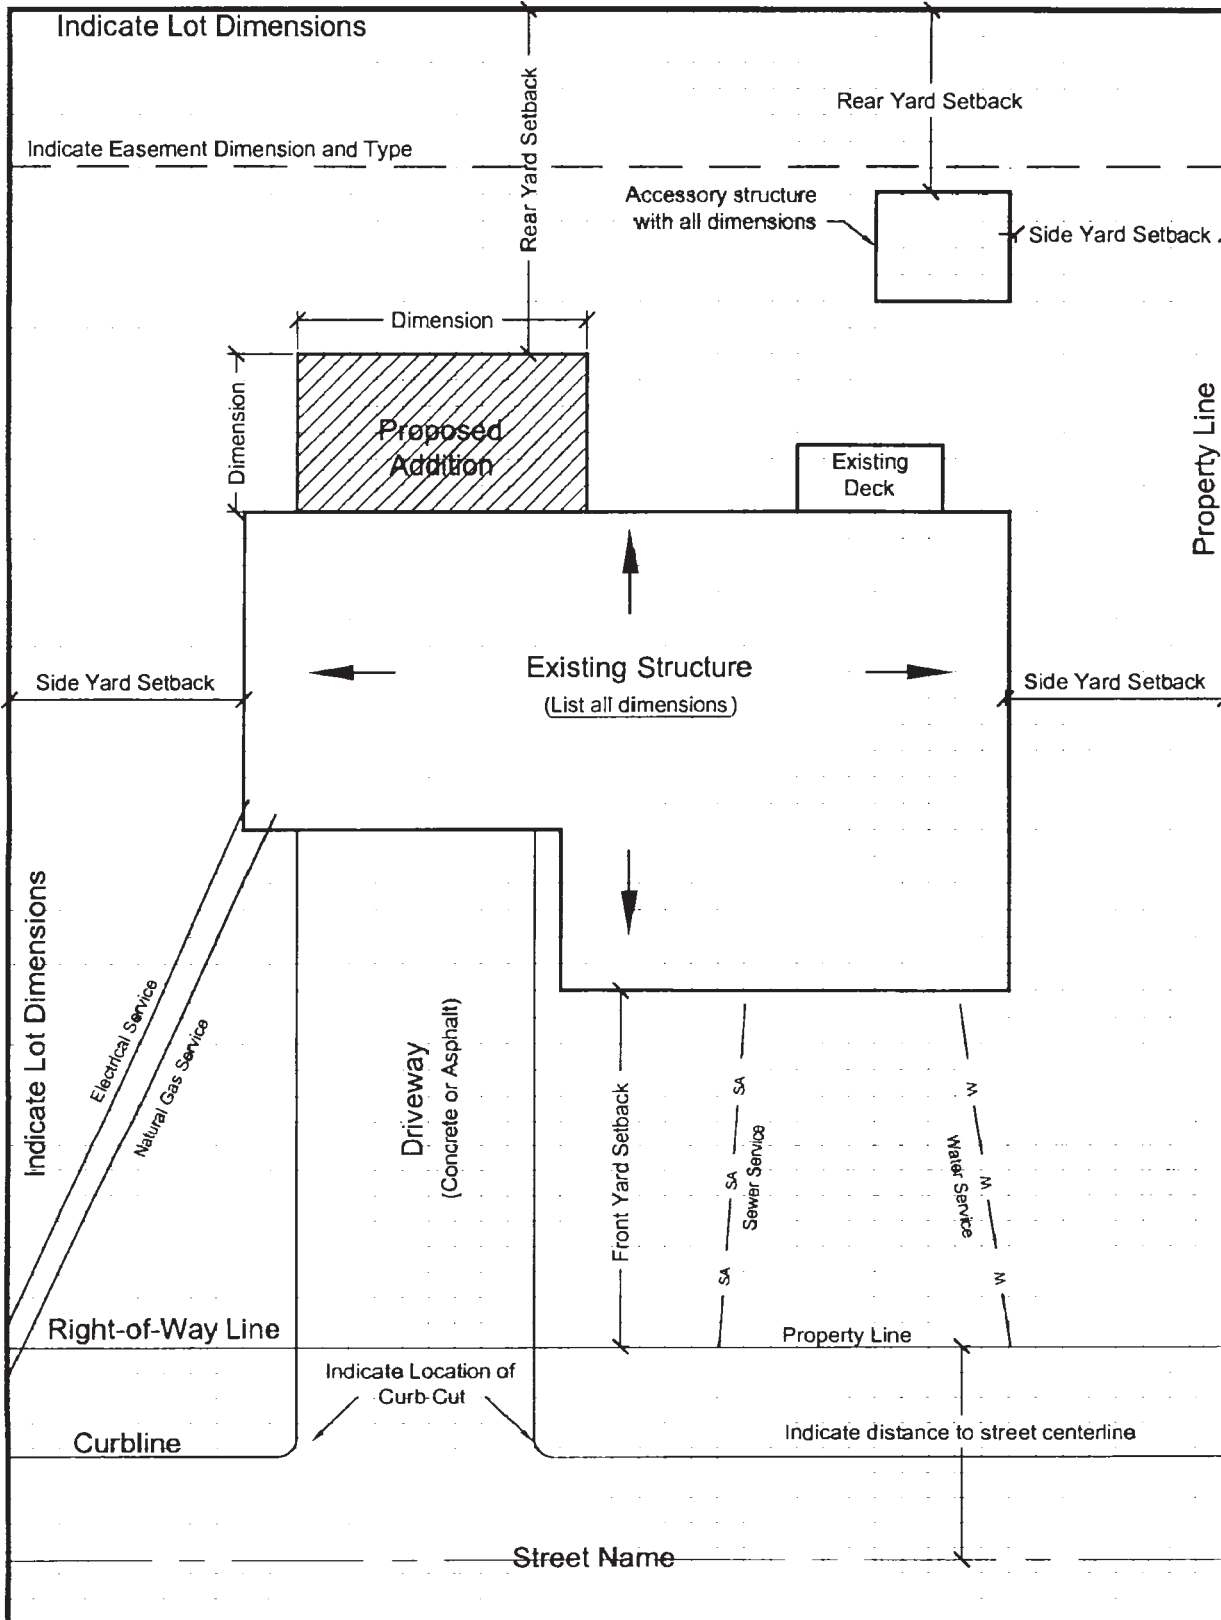 Indicate Lot Dimensions
Rear Yard Setback
Rear Yard Setback
Indicate Easement Dimension and Type
Accessory structure
with all dimensions
Side Yard Setback
Dimension
Dimension
Proposed
Addition
Existing
Deck
Property Line
Existing Structure
(List all dimensions)
Side Yard Setback
Side Yard Setback
Indicate Lot Dimensions
Electrical Service
Natural Gas Service
Driveway
(Concrete or Asphalt)
Front Yard Setback
SA
SA
SA
Sewer Service
W
W
W
Water Service
Right-of-Way Line
Property Line
Indicate Location of
Curb Cut
Curbline
Indicate distance to street centerline
Street Name